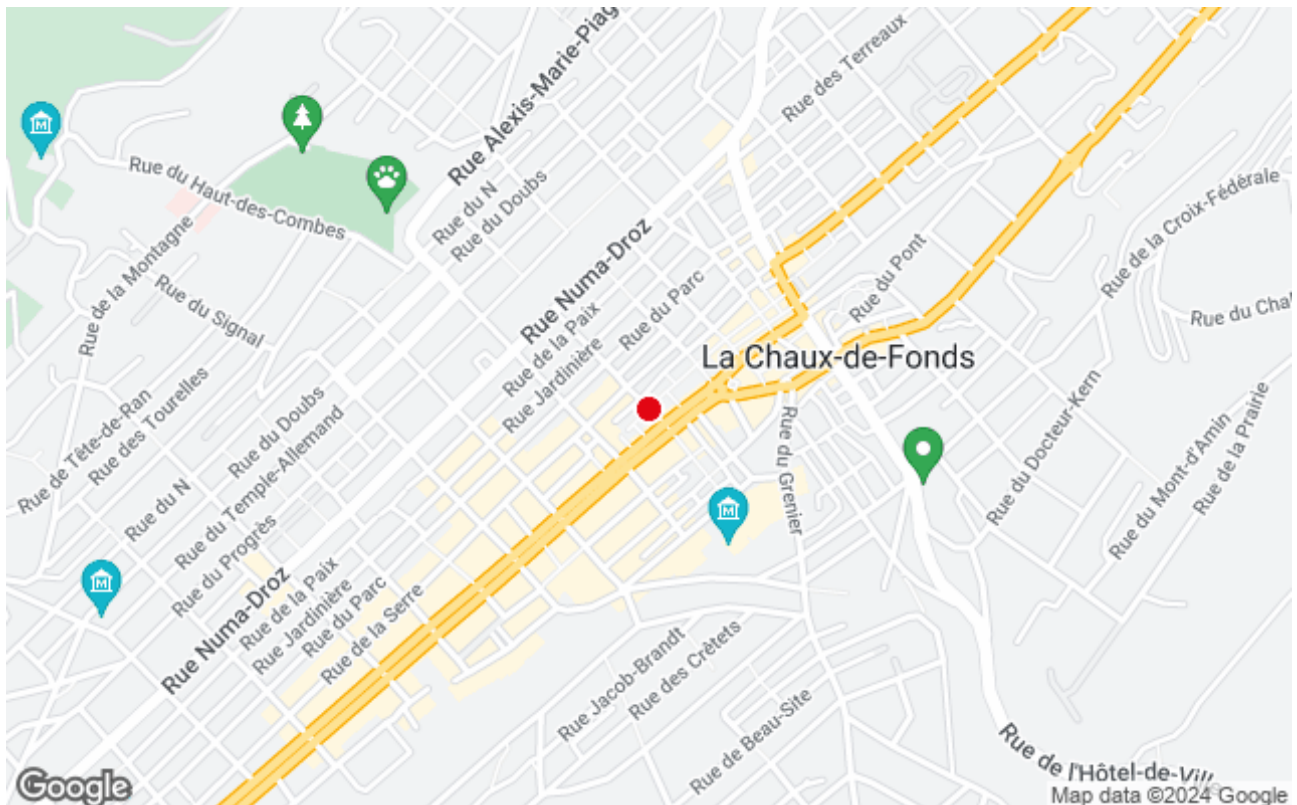 Rue des Terreaux
Rue Alexis-Marie-Piag
Rue du Haut-des-Combes
Rue du N
Rue du Doubs
Rue de la Croix-Fédérale
Rue Numa-Droz
Rue du Parc
Rue du Pont
Rue de la Montagne
Rue du Signal
Rue de la Paix
Rue Jardinière
Rue du Chal
La Chaux-de-Fonds
Rue de Tête-de-Ran
Rue des Tourelles
Rue du Doubs
Rue du Temple-Allemand
Rue du Grenier
Rue du Docteur-Kern
Rue du Mont-d'Amin
Rue de la Prairie
Rue du N
Rue du Progrès
Rue Numa-Droz
Rue de la Paix
Rue Jardinière
Rue du Parc
Rue de la Serre
Rue Jacob-Brandt
Rue des Crêtets
Rue de Beau-Site
Rue de l'Hôtel-de-Ville
Google
Map data ©2024 Google